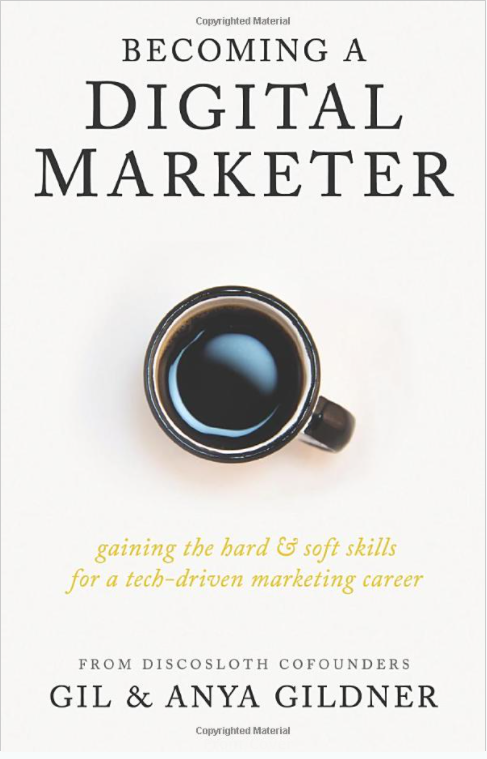 Copyrighted Material
BECOMING A
DIGITAL
MARKETER
gaining the hard & soft skills
for a tech-driven marketing career
FROM DISCOSLOTH COFOUNDERS
GIL & ANYA GILDNER
Copyrighted Material